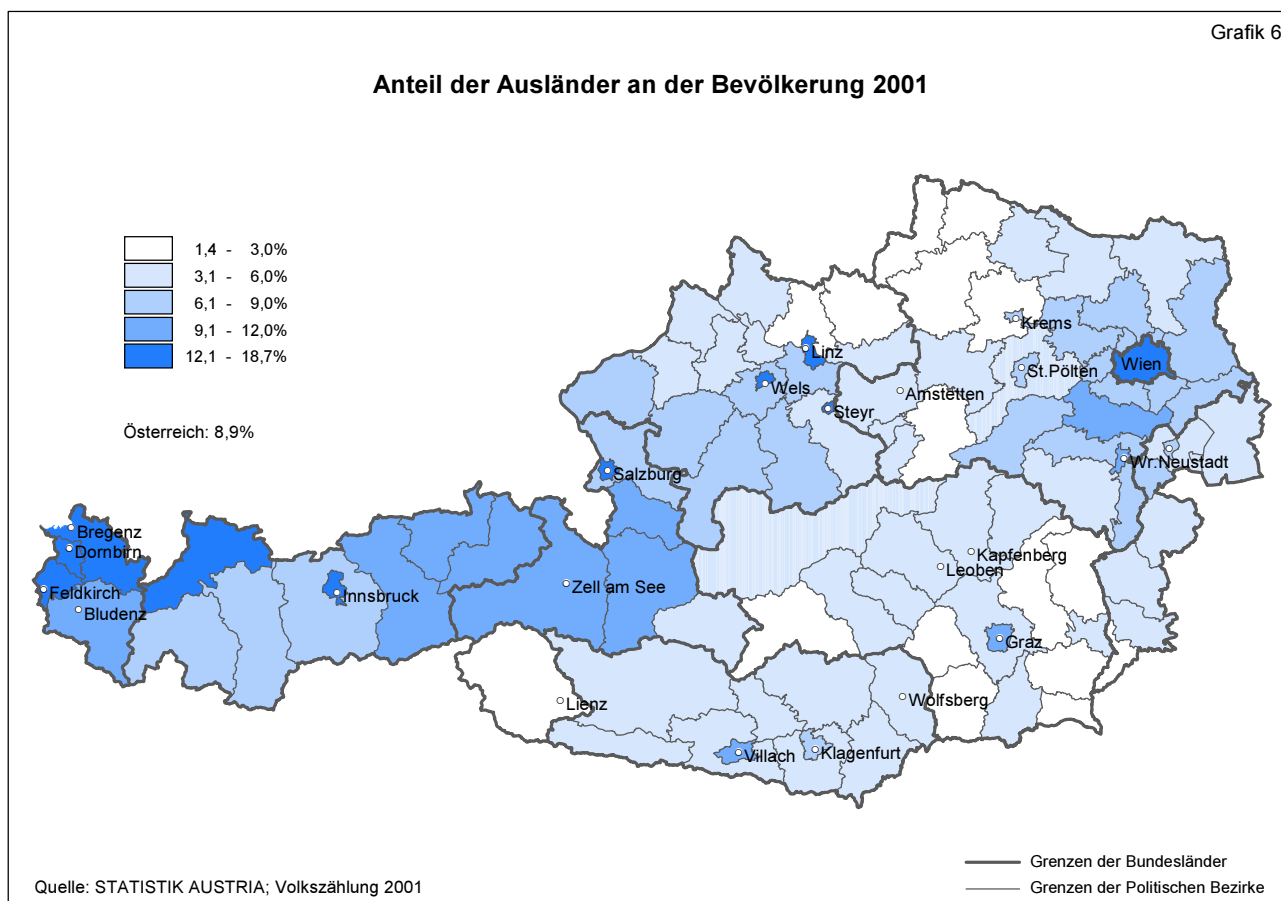 Grafik 6
Anteil der Ausländer an der Bevölkerung 2001
1,4 - 3,0%
3,1 - 6,0%
6,1 - 9,0%
9,1 - 12,0%
12,1 - 18,7%
Österreich: 8,9%
Krems
Linz
Wien
St.Pölten
Wels
Amstetten
Steyr
Wr.Neustadt
Salzburg
Bregenz
Dornbirn
Kapfenberg
Leoben
Feldkirch
Innsbruck
Zell am See
Bludenz
Graz
Lienz
Wolfsberg
Villach
Klagenfurt
Grenzen der Bundesländer
Quelle: STATISTIK AUSTRIA; Volkszählung 2001
Grenzen der Politischen Bezirke